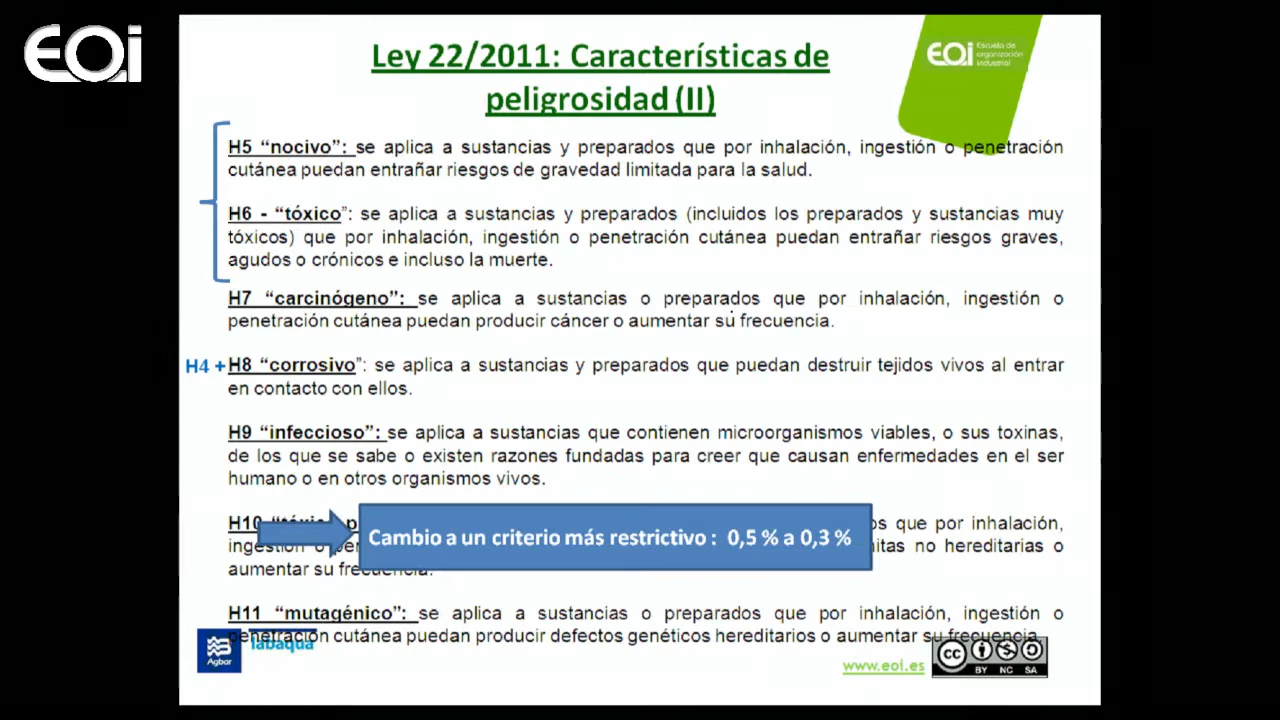 EOi
Ley 22/2011: Características de
peligrosidad (II)
EOi Escuela de
organización
industrial
H5 “nocivo”: se aplica a sustancias y preparados que por inhalación, ingestión o penetración
cutánea puedan entrañar riesgos de gravedad limitada para la salud.
H6 - “tóxico”: se aplica a sustancias y preparados (incluidos los preparados y sustancias muy
tóxicos) que por inhalación, ingestión o penetración cutánea puedan entrañar riesgos graves,
agudos o crónicos e incluso la muerte.
H7 “carcinógeno”: se aplica a sustancias o preparados que por inhalación, ingestión o
penetración cutánea puedan producir cáncer o aumentar su frecuencia.
H4 + H8 “corrosivo”: se aplica a sustancias y preparados que puedan destruir tejidos vivos al entrar
en contacto con ellos.
H9 “infeccioso”: se aplica a sustancias que contienen microorganismos viables, o sus toxinas,
de los que se sabe o existen razones fundadas para creer que causan enfermedades en el ser
humano o en otros organismos vivos.
H10 que por inhalación,
Cambio a un criterio más restrictivo : 0,5 % a 0,3 %
ingestión o no hereditarias o
aumentar su frecuencia.
H11 “mutagénico”: se aplica a sustancias o preparados que por inhalación, ingestión o
penetración cutánea puedan producir defectos genéticos hereditarios o aumentar su frecuencia.
Agbar
labaqua
www.eoi.es
cc BY NC SA